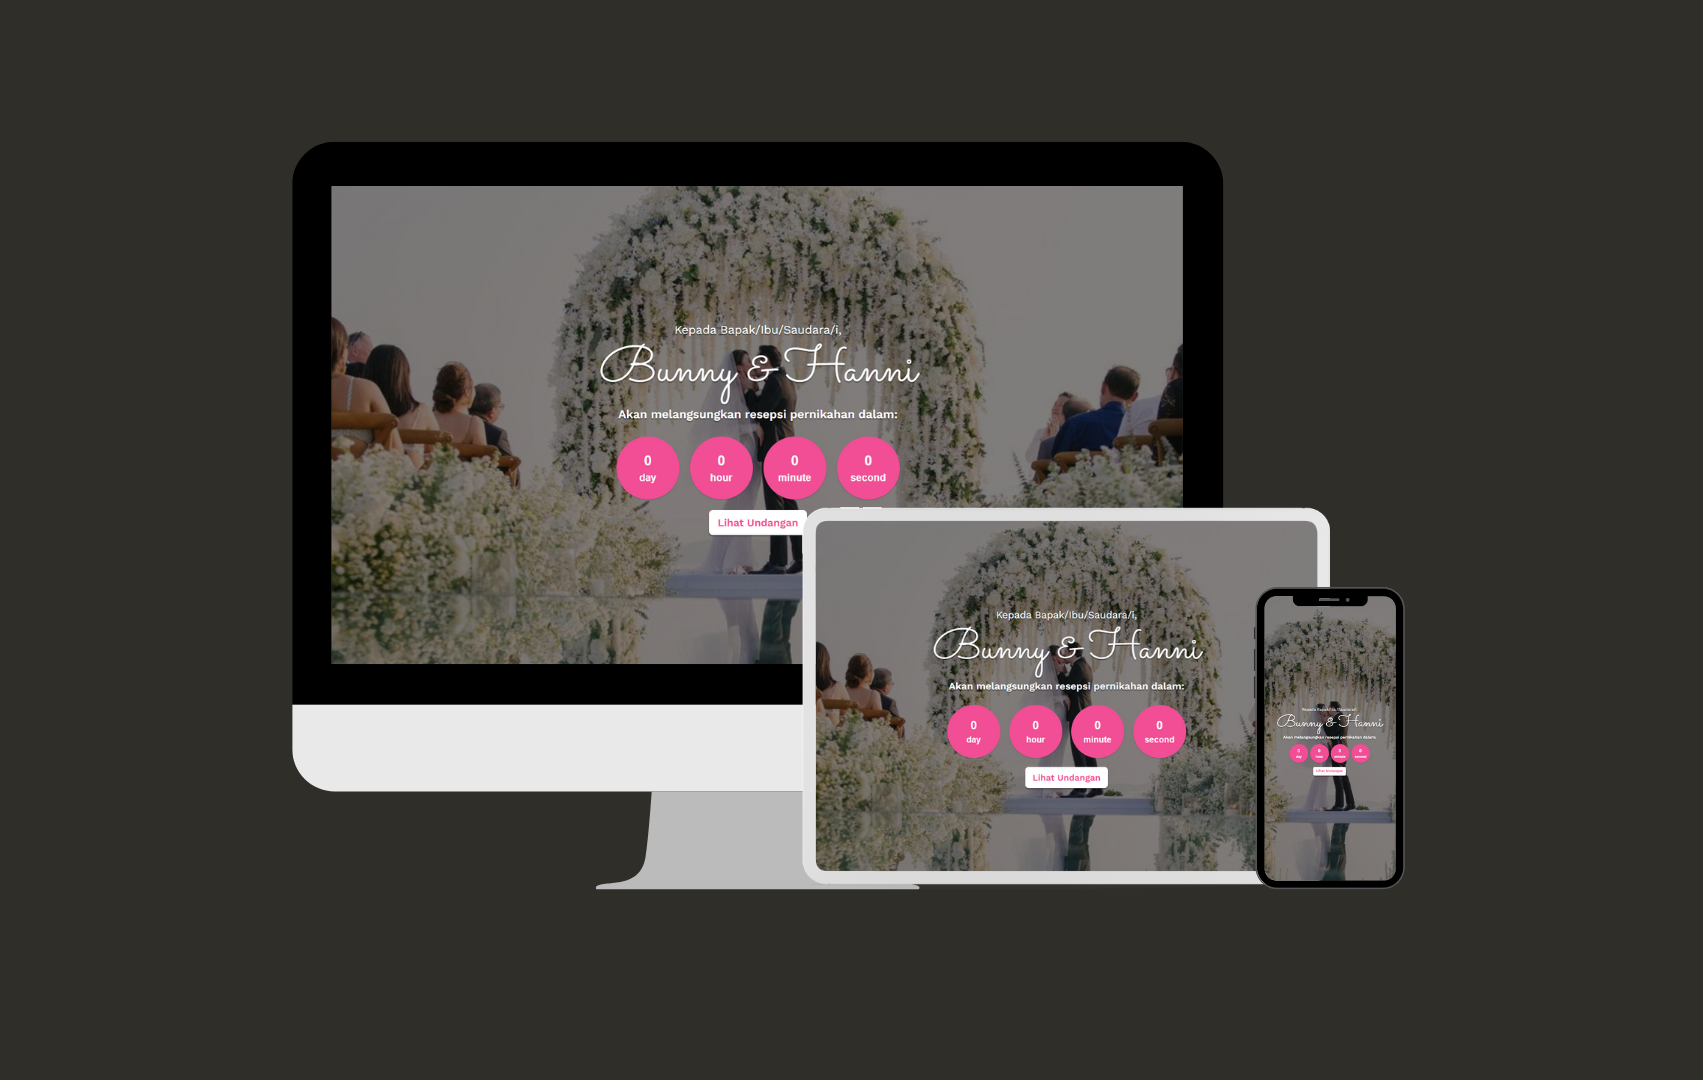 Kepada Bapak/Ibu/Saudara/i,
Bunny & Hanni
Akan melangsungkan resepsi pernikahan dalam:
0 0 0 0
day hour minute second
Lihat Undangan
Kepada Bapak/Ibu/Saudara/i,
Bunny & Hanni
Akan melangsungkan resepsi pernikahan dalam:
0 0 0 0
day hour minute second
Lihat Undangan
Kepada Bapak/Ibu/Saudara/i,
Bunny & Hanni
Akan melangsungkan resepsi pernikahan dalam:
0 0 0 0
day hour minute second
Lihat Undangan